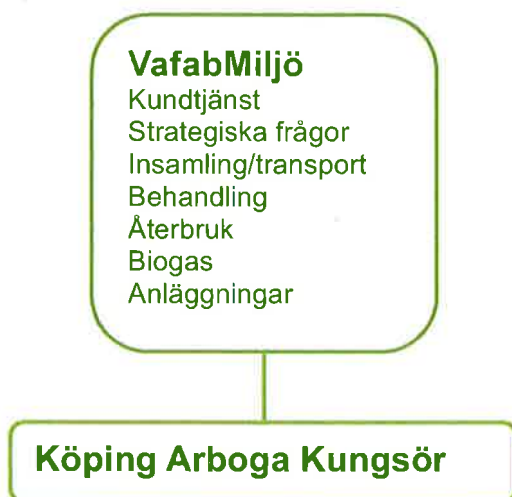 VafabMiljö
Kundtjänst
Strategiska frågor
Insamling/transport
Behandling
Återbruk
Biogas
Anläggningar
Köping Arboga Kungsör